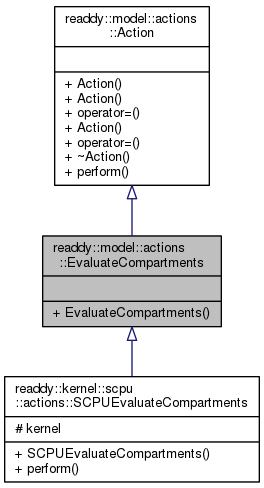 readdy::model::actions
::Action
+ Action()
+ Action()
+ operator=()
+ Action()
+ operator=()
+ ~Action()
+ perform()
readdy::model::actions
::EvaluateCompartments
+ EvaluateCompartments()
readdy::kernel::scpu
::actions::SCPUEvaluateCompartments
# kernel
+ SCPUEvaluateCompartments()
+ perform()